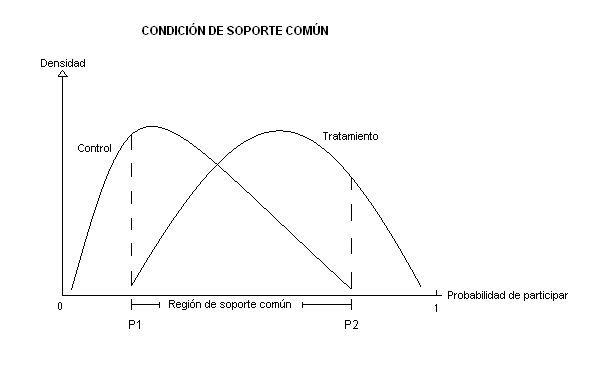 CONDICIÓN DE SOPORTE COMÚN
Densidad
Control
Tratamiento
Probabilidad de participar
0
Región de soporte común
1
P1
P2